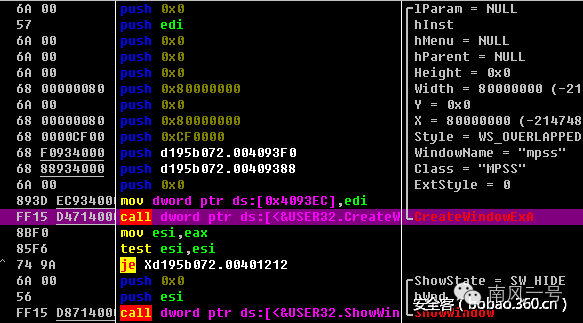 6A 00 push 0x0 lParam = NULL
57 push edi hInst
6A 00 push 0x0 hMenu = NULL
6A 00 push 0x0 hParent = NULL
6A 00 push 0x0 Height = 0x0
68 00000080 push 0x80000000 Width = 80000000 (-21
6A 00 push 0x0 Y = 0x0
68 00000080 push 0x80000000 X = 80000000 (-214748
68 0000CF00 push 0xCF0000 Style = WS_OVERLAPPED
68 F0934000 push d195b072.004093F0 WindowName = "mpss"
68 88934000 push d195b072.00409388 Class = "MPSS"
6A 00 push 0x0 ExtStyle = 0
893D EC934000 mov dword ptr ds:[0x4093EC],edi
FF15 D4714000 call dword ptr ds:[<&USER32.CreateW CreateWindowExA
8BF0 mov esi,eax
85F6 test esi,esi
^ 74 9A je Xd195b072.00401212
6A 00 push 0x0 ShowState = SW_HIDE
56 push esi hWnd
FF15 D8714000 call dword ptr ds:[<&USER32.ShowWin ShowWindow
南风一号
安全客 (bobao.360.cn)